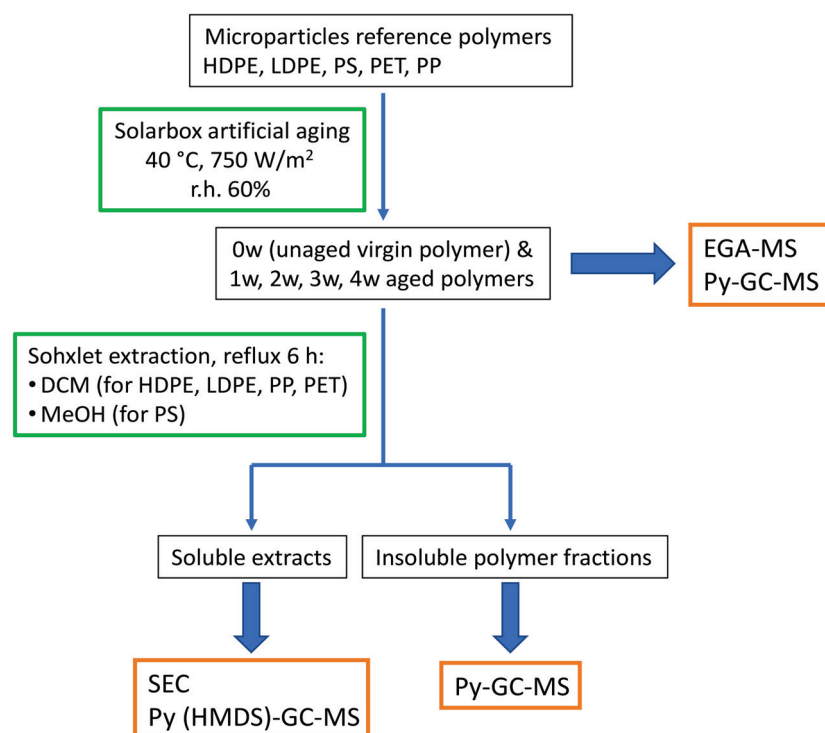 Microparticles reference polymers
HDPE, LDPE, PS, PET, PP
Solarbox artificial aging
40 °C, 750 W/m²
r.h. 60%
0w (unaged virgin polymer) &
1w, 2w, 3w, 4w aged polymers
EGA-MS
Py-GC-MS
Sohxlet extraction, reflux 6 h:
• DCM (for HDPE, LDPE, PP, PET)
• MeOH (for PS)
Soluble extracts
Insoluble polymer fractions
SEC
Py (HMDS)-GC-MS
Py-GC-MS